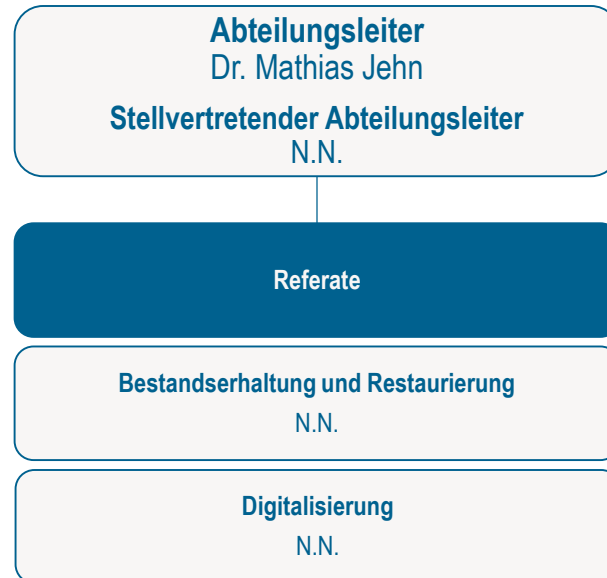 Abteilungsleiter
Dr. Mathias Jehn
Stellvertretender Abteilungsleiter
N.N.
Referate
Bestandserhaltung und Restaurierung
N.N.
Digitalisierung
N.N.